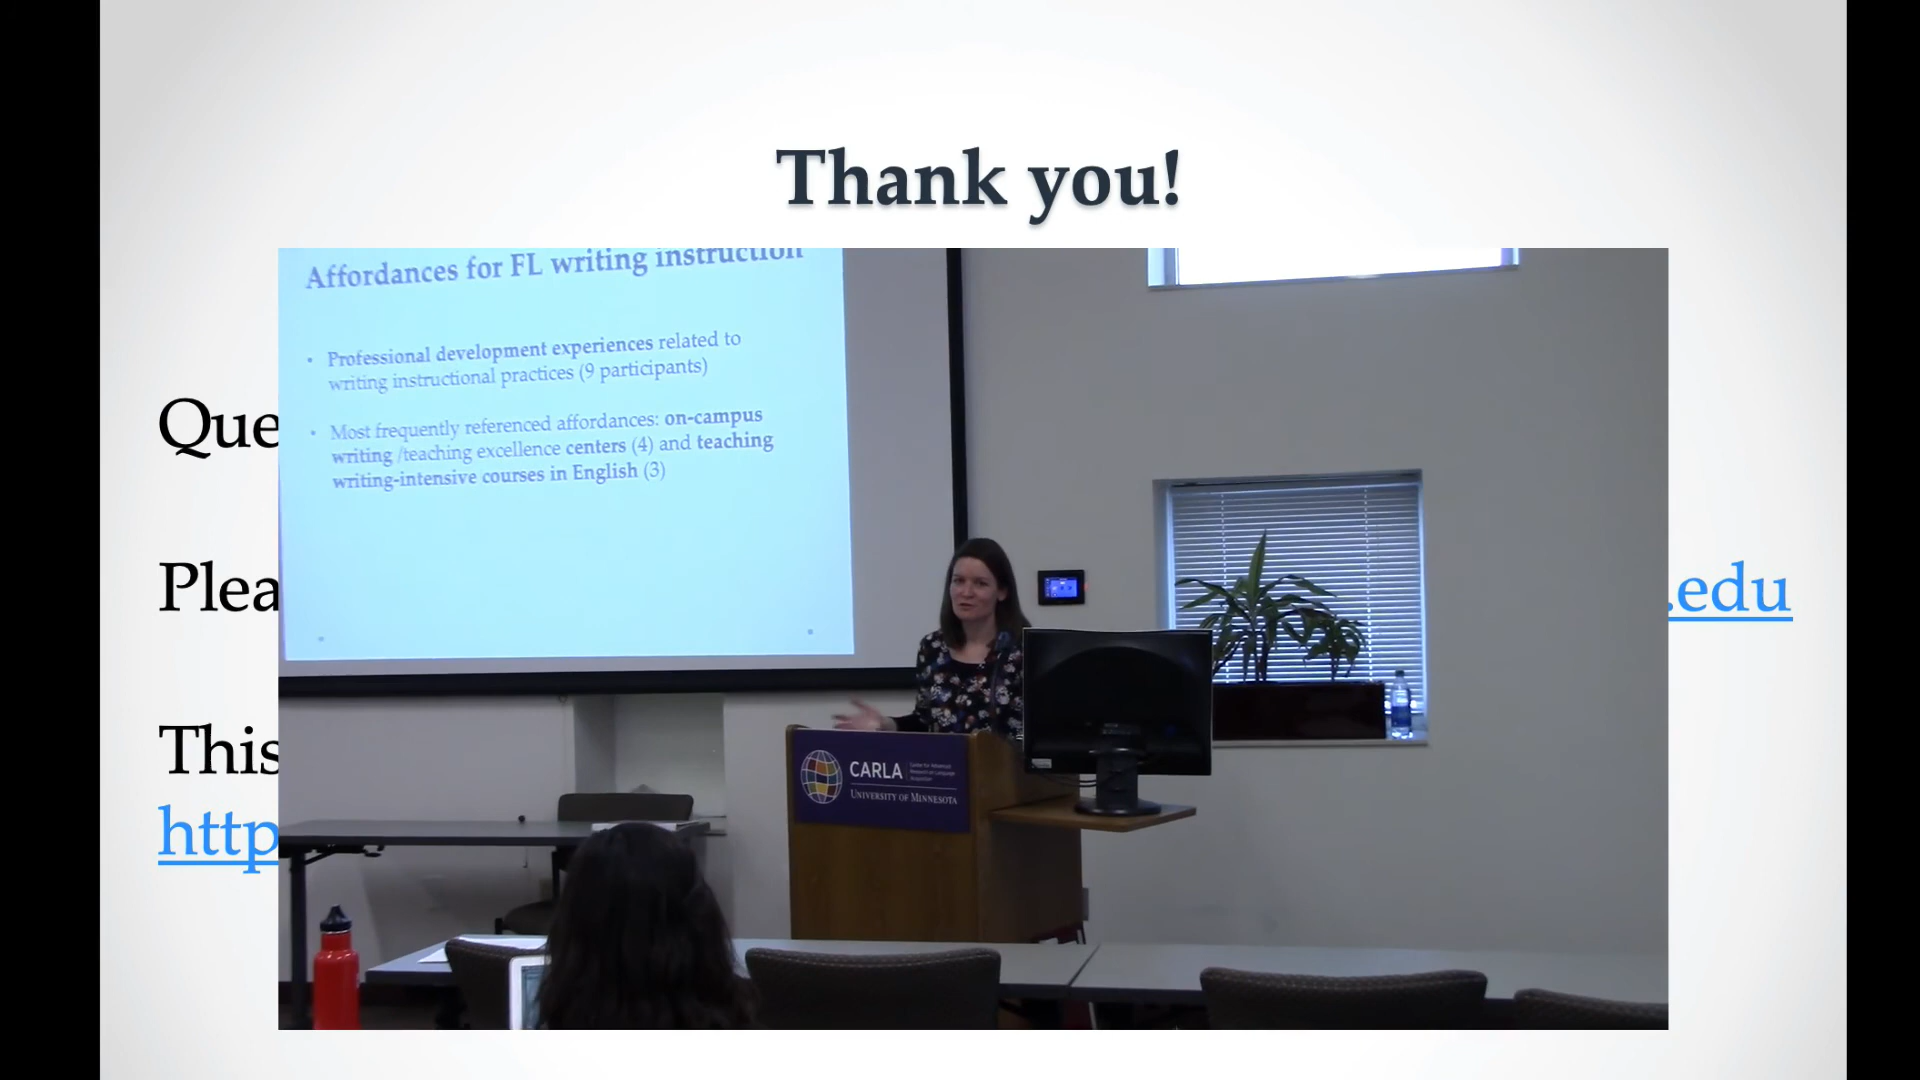 Thank you!
Affordances for FL writing instruction
• Professional development experiences related to
writing instructional practices (9 participants)
• Most frequently referenced affordances: on-campus
writing /teaching excellence centers (4) and teaching
writing-intensive courses in English (3)
Que
Plea
.edu
This
http
CARLA
Center for Advanced
Research on Language
Acquisition
UNIVERSITY OF MINNESOTA